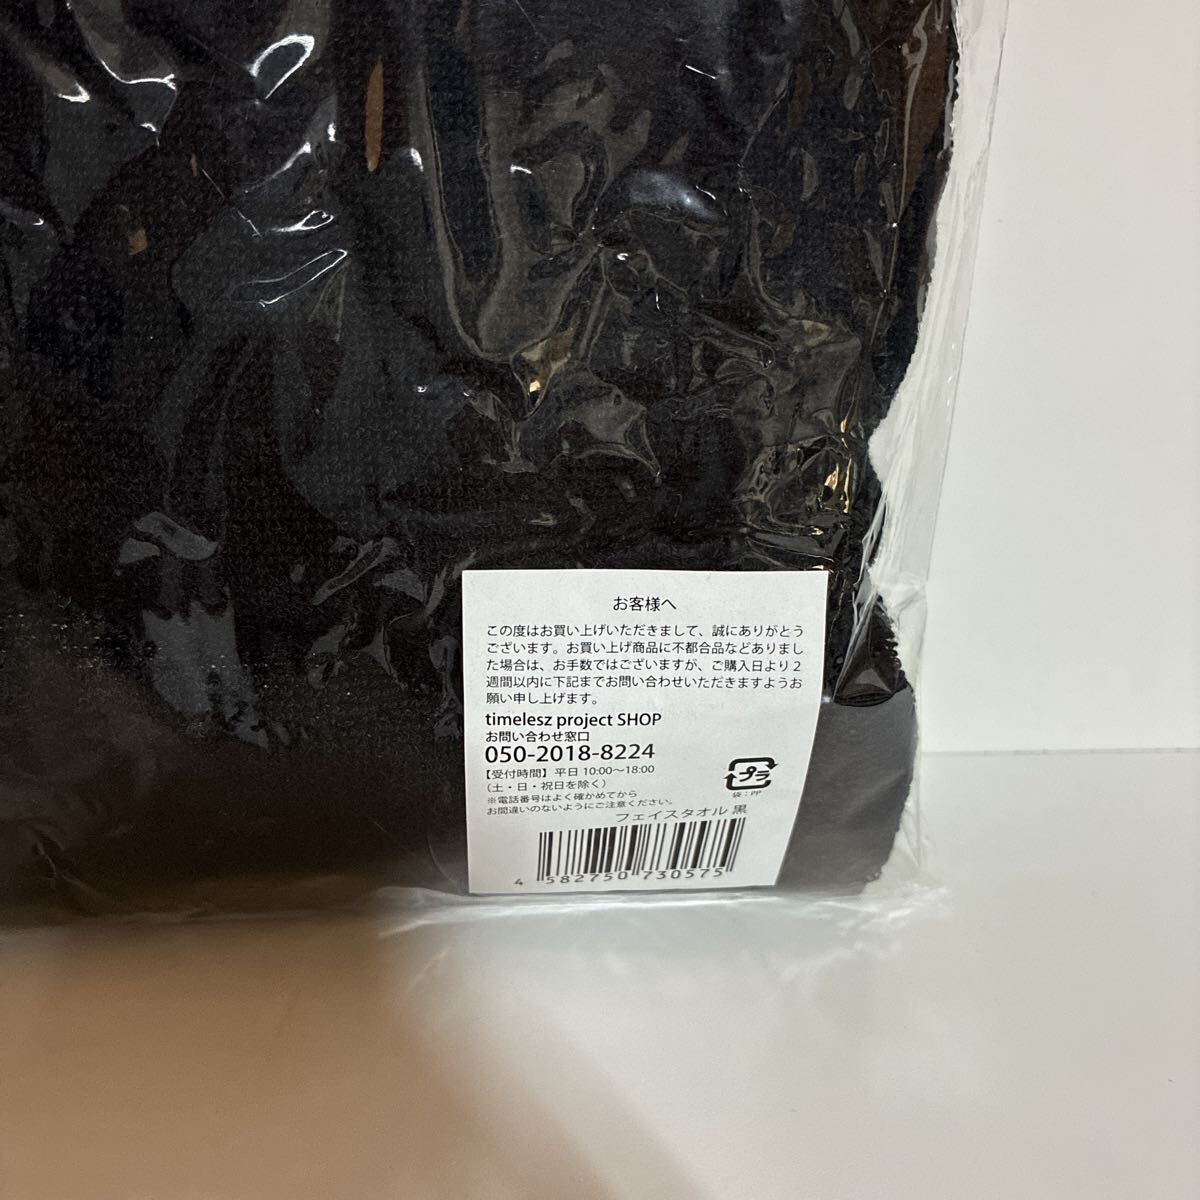 お客様へ
この度はお買い上げいただきまして、誠にありがとう
ございます。お買い上げ商品に不都合品などありまし
た場合は、お手数ではございますが、ご購入日より２
週間以内に下記までお問い合わせいただきますようお
願い申し上げます。
timelesz project SHOP
お問い合わせ窓口
050-2018-8224
【受付時間】平日 10:00～18:00
（土・日・祝日を除く）
※電話番号はよく確かめてから
お間違いのないようにご注意ください。
プラ
袋：PP
フェイスタオル 黒
4 582750 730575